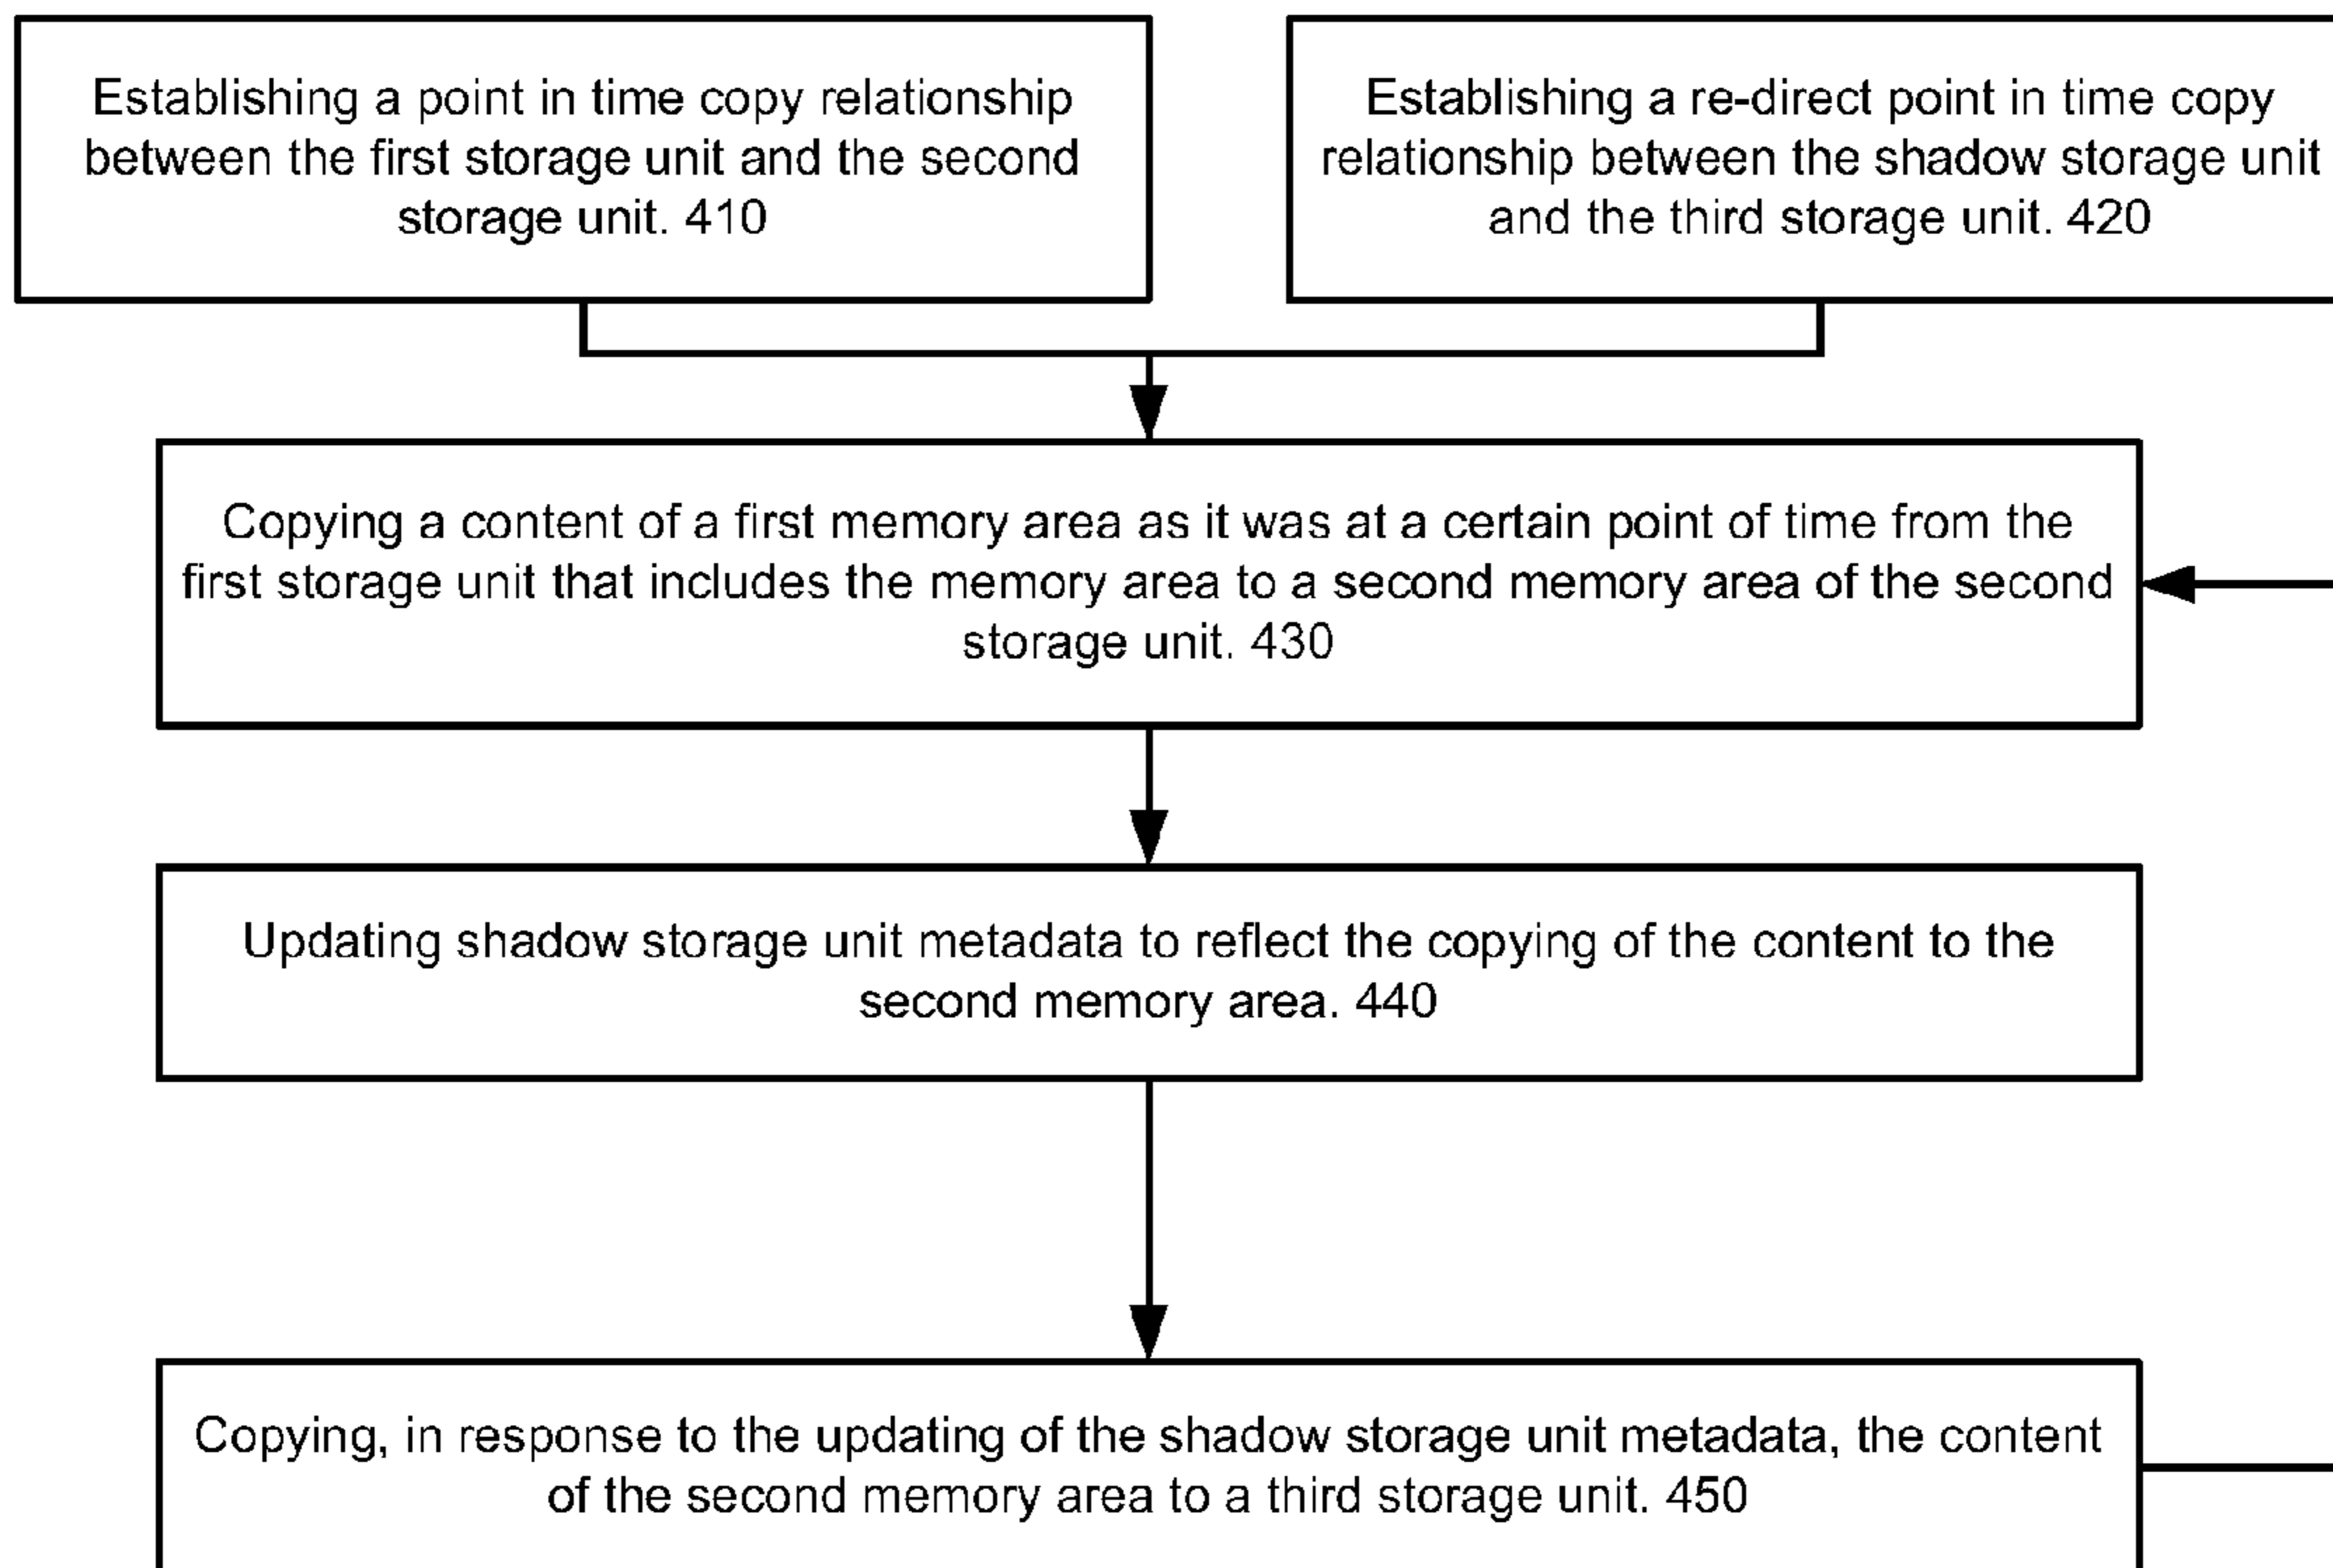 Establishing a point in time copy relationship
between the first storage unit and the second
storage unit. 410
Establishing a re-direct point in time copy
relationship between the shadow storage unit
and the third storage unit. 420
Copying a content of a first memory area as it was at a certain point of time from the
first storage unit that includes the memory area to a second memory area of the second
storage unit. 430
Updating shadow storage unit metadata to reflect the copying of the content to the
second memory area. 440
Copying, in response to the updating of the shadow storage unit metadata, the content
of the second memory area to a third storage unit. 450